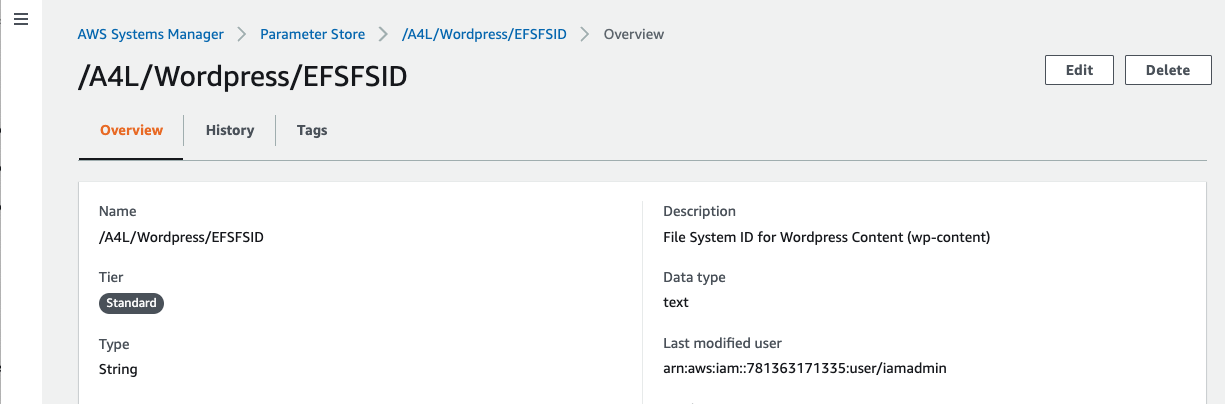 AWS Systems Manager > Parameter Store > /A4L/Wordpress/EFSFSID > Overview
/A4L/Wordpress/EFSFSID
Edit
Delete
Overview
History
Tags
Name
/A4L/Wordpress/EFSFSID
Tier
Standard
Type
String
Description
File System ID for Wordpress Content (wp-content)
Data type
text
Last modified user
arn:aws:iam::781363171335:user/iamadmin